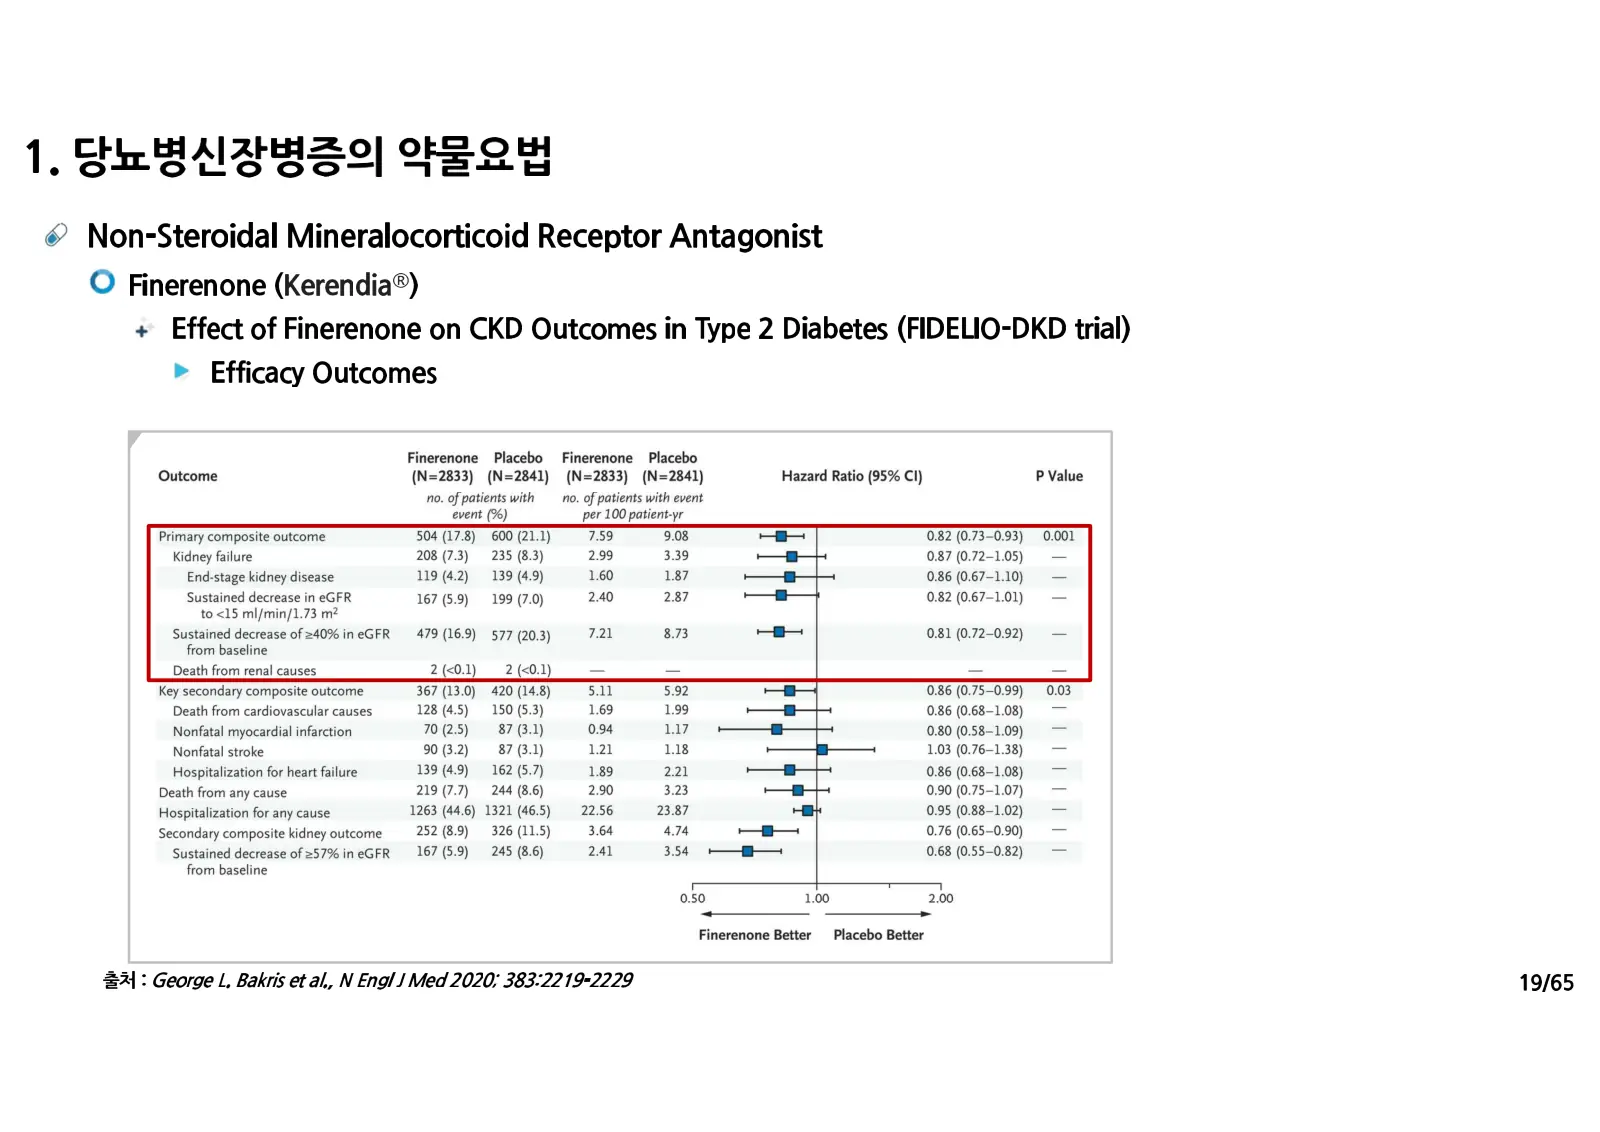 1. 당뇨병신장병증의 약물요법
Non-Steroidal Mineralocorticoid Receptor Antagonist
Finerenone (Kerendia®)
Effect of Finerenone on CKD Outcomes in Type 2 Diabetes (FIDELIO-DKD trial)
Efficacy Outcomes
Finerenone Placebo Finerenone Placebo
Outcome (N=2833) (N=2841) (N=2833) (N=2841) Hazard Ratio (95% CI) P Value
no. of patients with no. of patients with event
event (%) per 100 patient-yr
Primary composite outcome 504 (17.8) 600 (21.1) 7.59 9.08 0.82 (0.73–0.93) 0.001
Kidney failure 208 (7.3) 235 (8.3) 2.99 3.39 0.87 (0.72–1.05) —
End-stage kidney disease 119 (4.2) 139 (4.9) 1.60 1.87 0.86 (0.67–1.10) —
Sustained decrease in eGFR 167 (5.9) 199 (7.0) 2.40 2.87 0.82 (0.67–1.01) —
to <15 ml/min/1.73 m²
Sustained decrease of ≥40% in eGFR 479 (16.9) 577 (20.3) 7.21 8.73 0.81 (0.72–0.92) —
from baseline
Death from renal causes 2 (<0.1) 2 (<0.1) — — — —
Key secondary composite outcome 367 (13.0) 420 (14.8) 5.11 5.92 0.86 (0.75–0.99) 0.03
Death from cardiovascular causes 128 (4.5) 150 (5.3) 1.69 1.99 0.86 (0.68–1.08) —
Nonfatal myocardial infarction 70 (2.5) 87 (3.1) 0.94 1.17 0.80 (0.58–1.09) —
Nonfatal stroke 90 (3.2) 87 (3.1) 1.21 1.18 1.03 (0.76–1.38) —
Hospitalization for heart failure 139 (4.9) 162 (5.7) 1.89 2.21 0.86 (0.68–1.08) —
Death from any cause 219 (7.7) 244 (8.6) 2.90 3.23 0.90 (0.75–1.07) —
Hospitalization for any cause 1263 (44.6) 1321 (46.5) 22.56 23.87 0.95 (0.88–1.02) —
Secondary composite kidney outcome 252 (8.9) 326 (11.5) 3.64 4.74 0.76 (0.65–0.90) —
Sustained decrease of ≥57% in eGFR 167 (5.9) 245 (8.6) 2.41 3.54 0.68 (0.55–0.82) —
from baseline
0.50 1.00 2.00
Finerenone Better Placebo Better
출처 : George L. Bakris et al., N Engl J Med 2020; 383:2219-2229
19/65